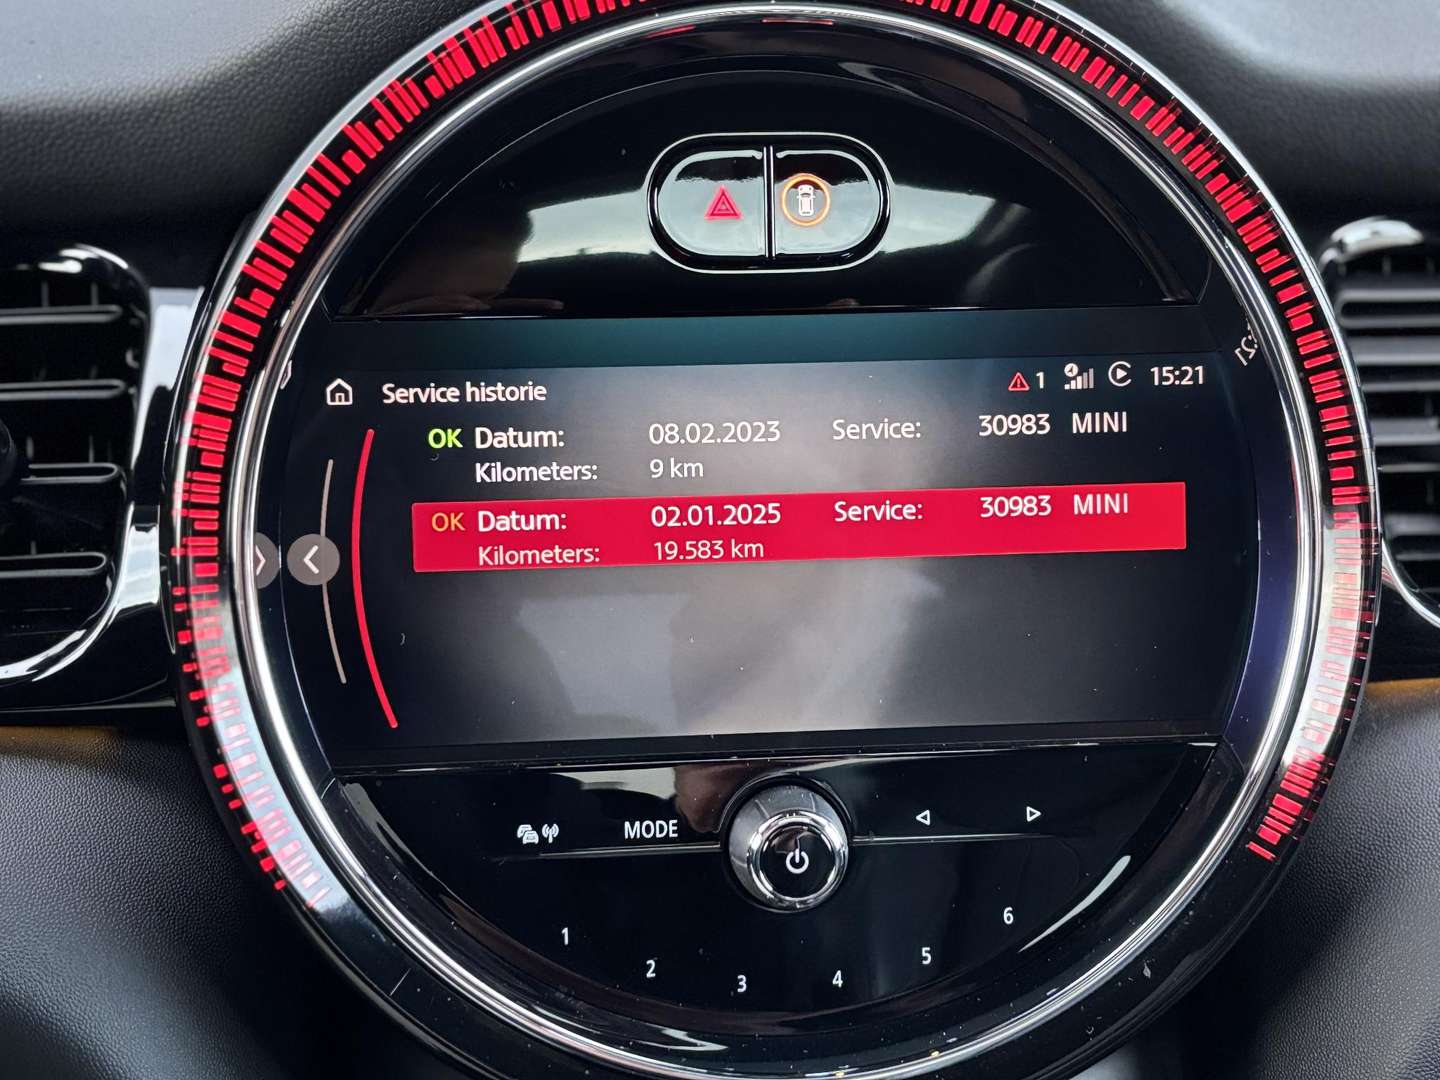 Service historie
1 15:21
OK Datum: 08.02.2023 Service: 30983 MINI
Kilometers: 9 km
OK Datum: 02.01.2025 Service: 30983 MINI
Kilometers: 19.583 km
MODE
1 2 3 4 5 6